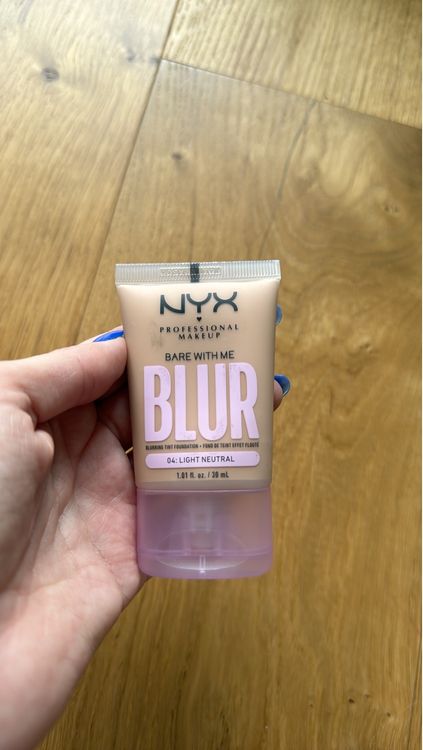 NYX
PROFESSIONAL
MAKEUP
BARE WITH ME
BLUR
BLURRING TINT FOUNDATION • FOND DE TEINT EFFET FLOUTÉ
04: LIGHT NEUTRAL
1.01 fl. oz. / 30 mL